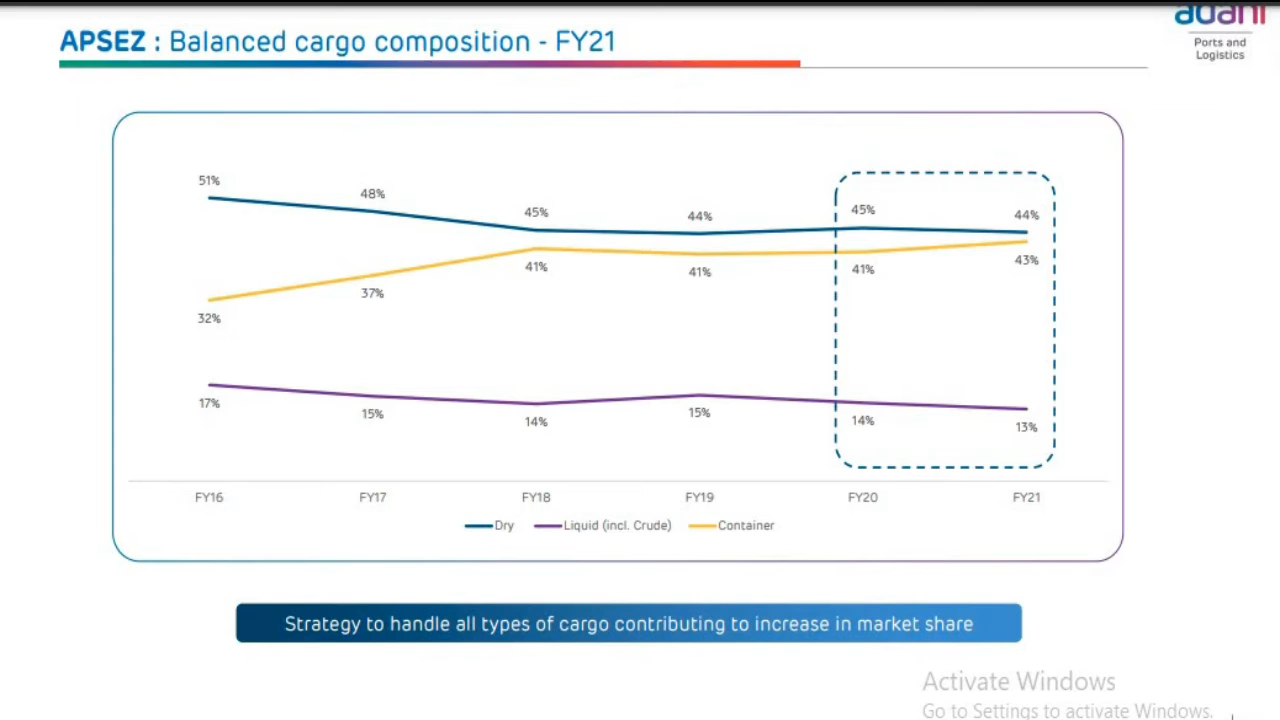 adani
Ports and
Logistics
APSEZ : Balanced cargo composition - FY21
51%
48%
45%
44%
45%
44%
32%
37%
41%
41%
41%
43%
17%
15%
14%
15%
14%
13%
FY16 FY17 FY18 FY19 FY20 FY21
Dry Liquid (incl. Crude) Container
Strategy to handle all types of cargo contributing to increase in market share
Activate Windows
Go to Settings to activate Windows.